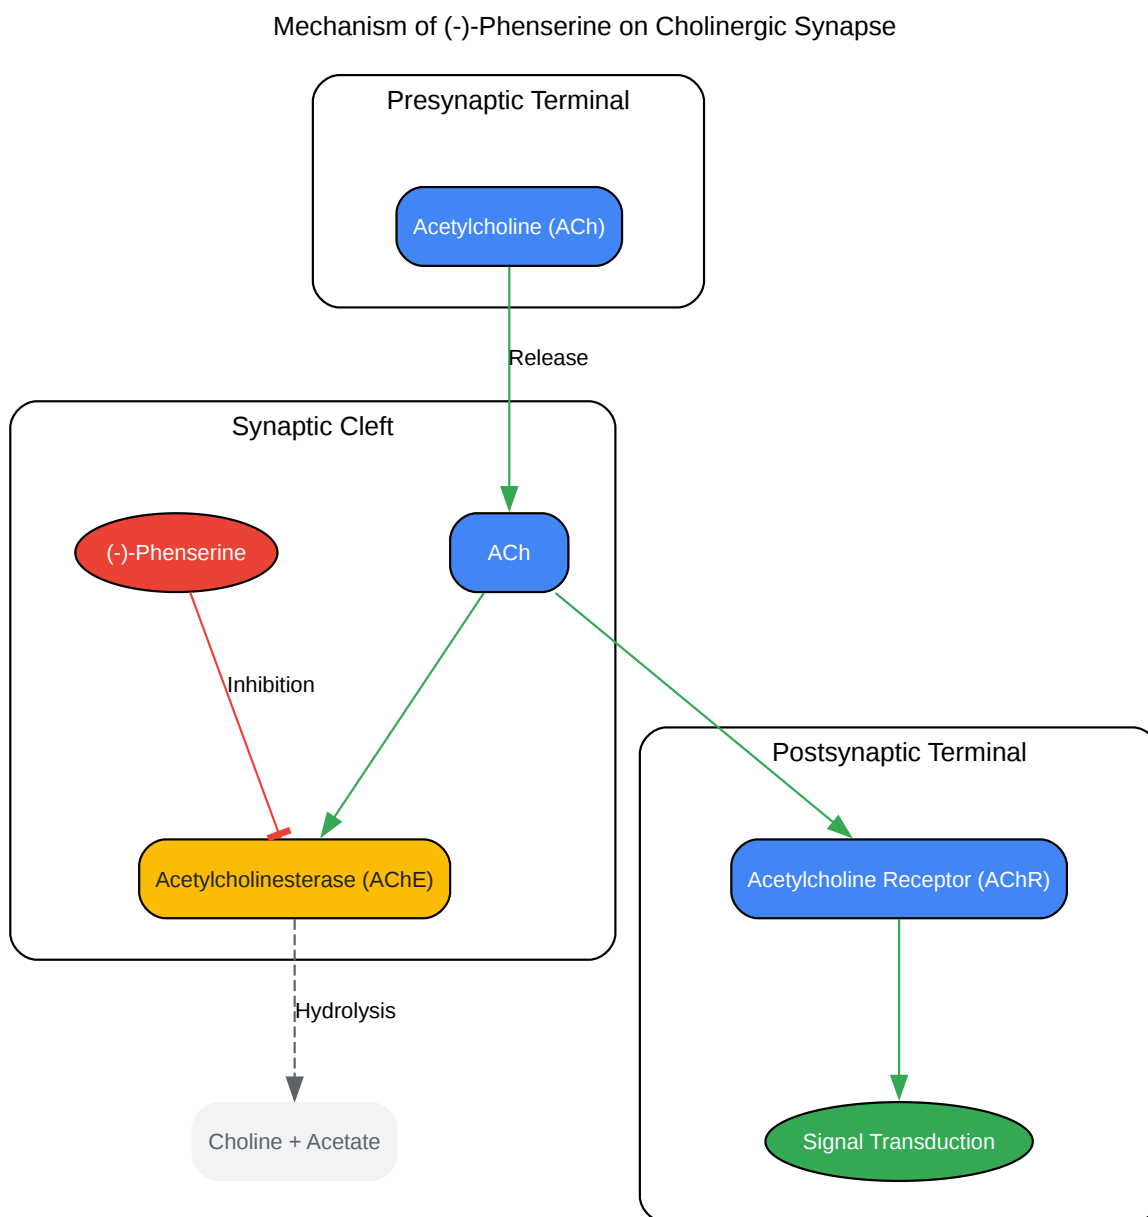 Mechanism of (-)-Phenserine on Cholinergic Synapse
Presynaptic Terminal
Acetylcholine (ACh)
Release
Synaptic Cleft
(-)-Phenserine
ACh
Inhibition
Postsynaptic Terminal
Acetylcholinesterase (AChE)
Acetylcholine Receptor (AChR)
Hydrolysis
Choline + Acetate
Signal Transduction